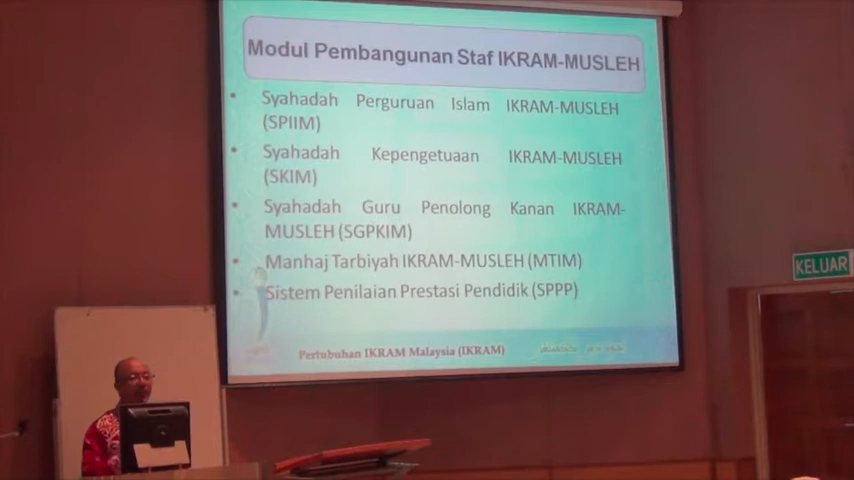 Modul Pembangunan Staf IKRAM-MUSLEH
• Syahadah Perguruan Islam IKRAM-MUSLEH
(SPIIM)
• Syahadah Kepengetuaan IKRAM-MUSLEH
(SKIM)
• Syahadah Guru Penolong Kanan IKRAM-
MUSLEH (SGPKIM)
• Manhaj Tarbiyah IKRAM-MUSLEH (MTIM)
• Sistem Penilaian Prestasi Pendidik (SPPP)
Pertubuhan IKRAM Malaysia (IKRAM)
KELUAR